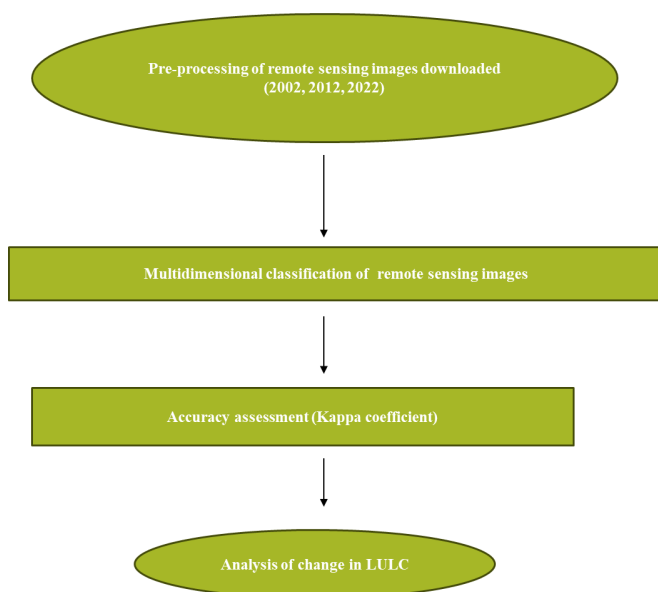 Pre-processing of remote sensing images downloaded
(2002, 2012, 2022)
Multidimensional classification of remote sensing images
Accuracy assessment (Kappa coefficient)
Analysis of change in LULC